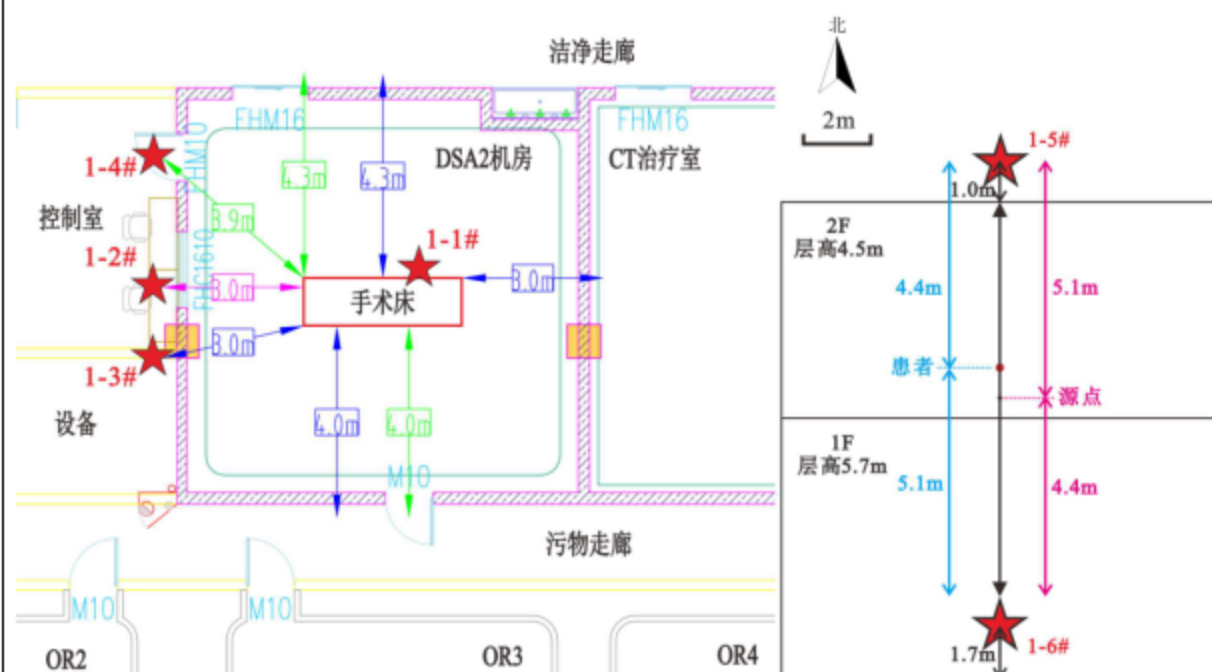 洁净走廊
FHM16
FHM16
FHM10
DSA2机房
CT治疗室
1-4#
4.3m
4.3m
控制室
3.9m
1-1#
1-2#
FHC1610
3.0m
3.0m
手术床
3.0m
1-3#
设备
4.0m
4.0m
M10
污物走廊
M10
M10
OR2
OR3
OR4
北
2m
1-5#
1.0m
2F
层高4.5m
4.4m
5.1m
患者
源点
1F
层高5.7m
5.1m
4.4m
1-6#
1.7m